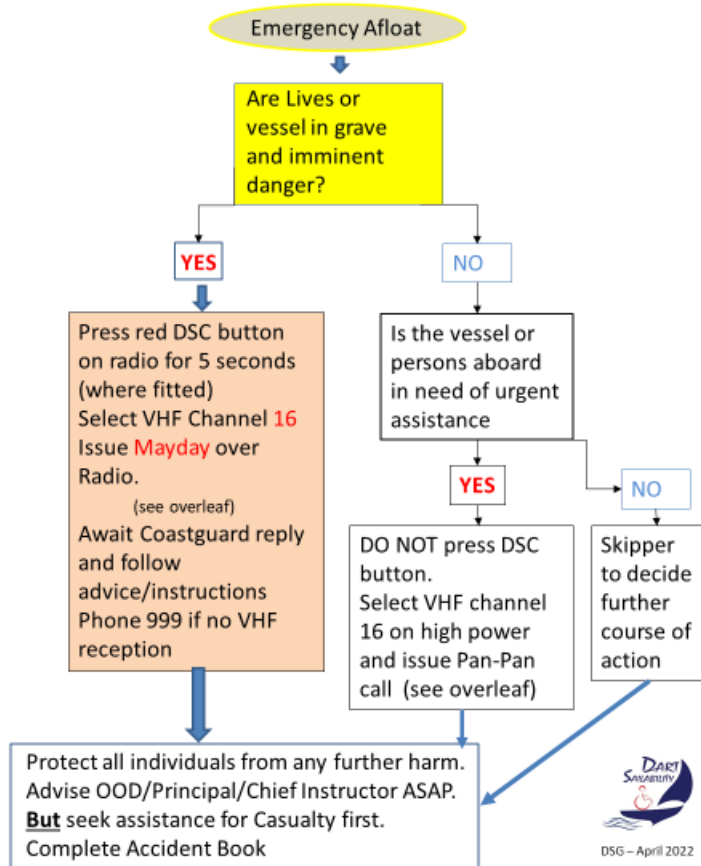 Emergency Afloat
Are Lives or
vessel in grave
and imminent
danger?
YES
NO
Press red DSC button
on radio for 5 seconds
(where fitted)
Select VHF Channel 16
Issue Mayday over
Radio.
(see overleaf)
Await Coastguard reply
and follow
advice/instructions
Phone 999 if no VHF
reception
Is the vessel or
persons aboard
in need of urgent
assistance
YES
NO
DO NOT press DSC
button.
Select VHF channel
16 on high power
and issue Pan-Pan
call (see overleaf)
Skipper
to decide
further
course of
action
Protect all individuals from any further harm.
Advise OOD/Principal/Chief Instructor ASAP.
But seek assistance for Casualty first.
Complete Accident Book
DART
SAILABILITY
DSG – April 2022